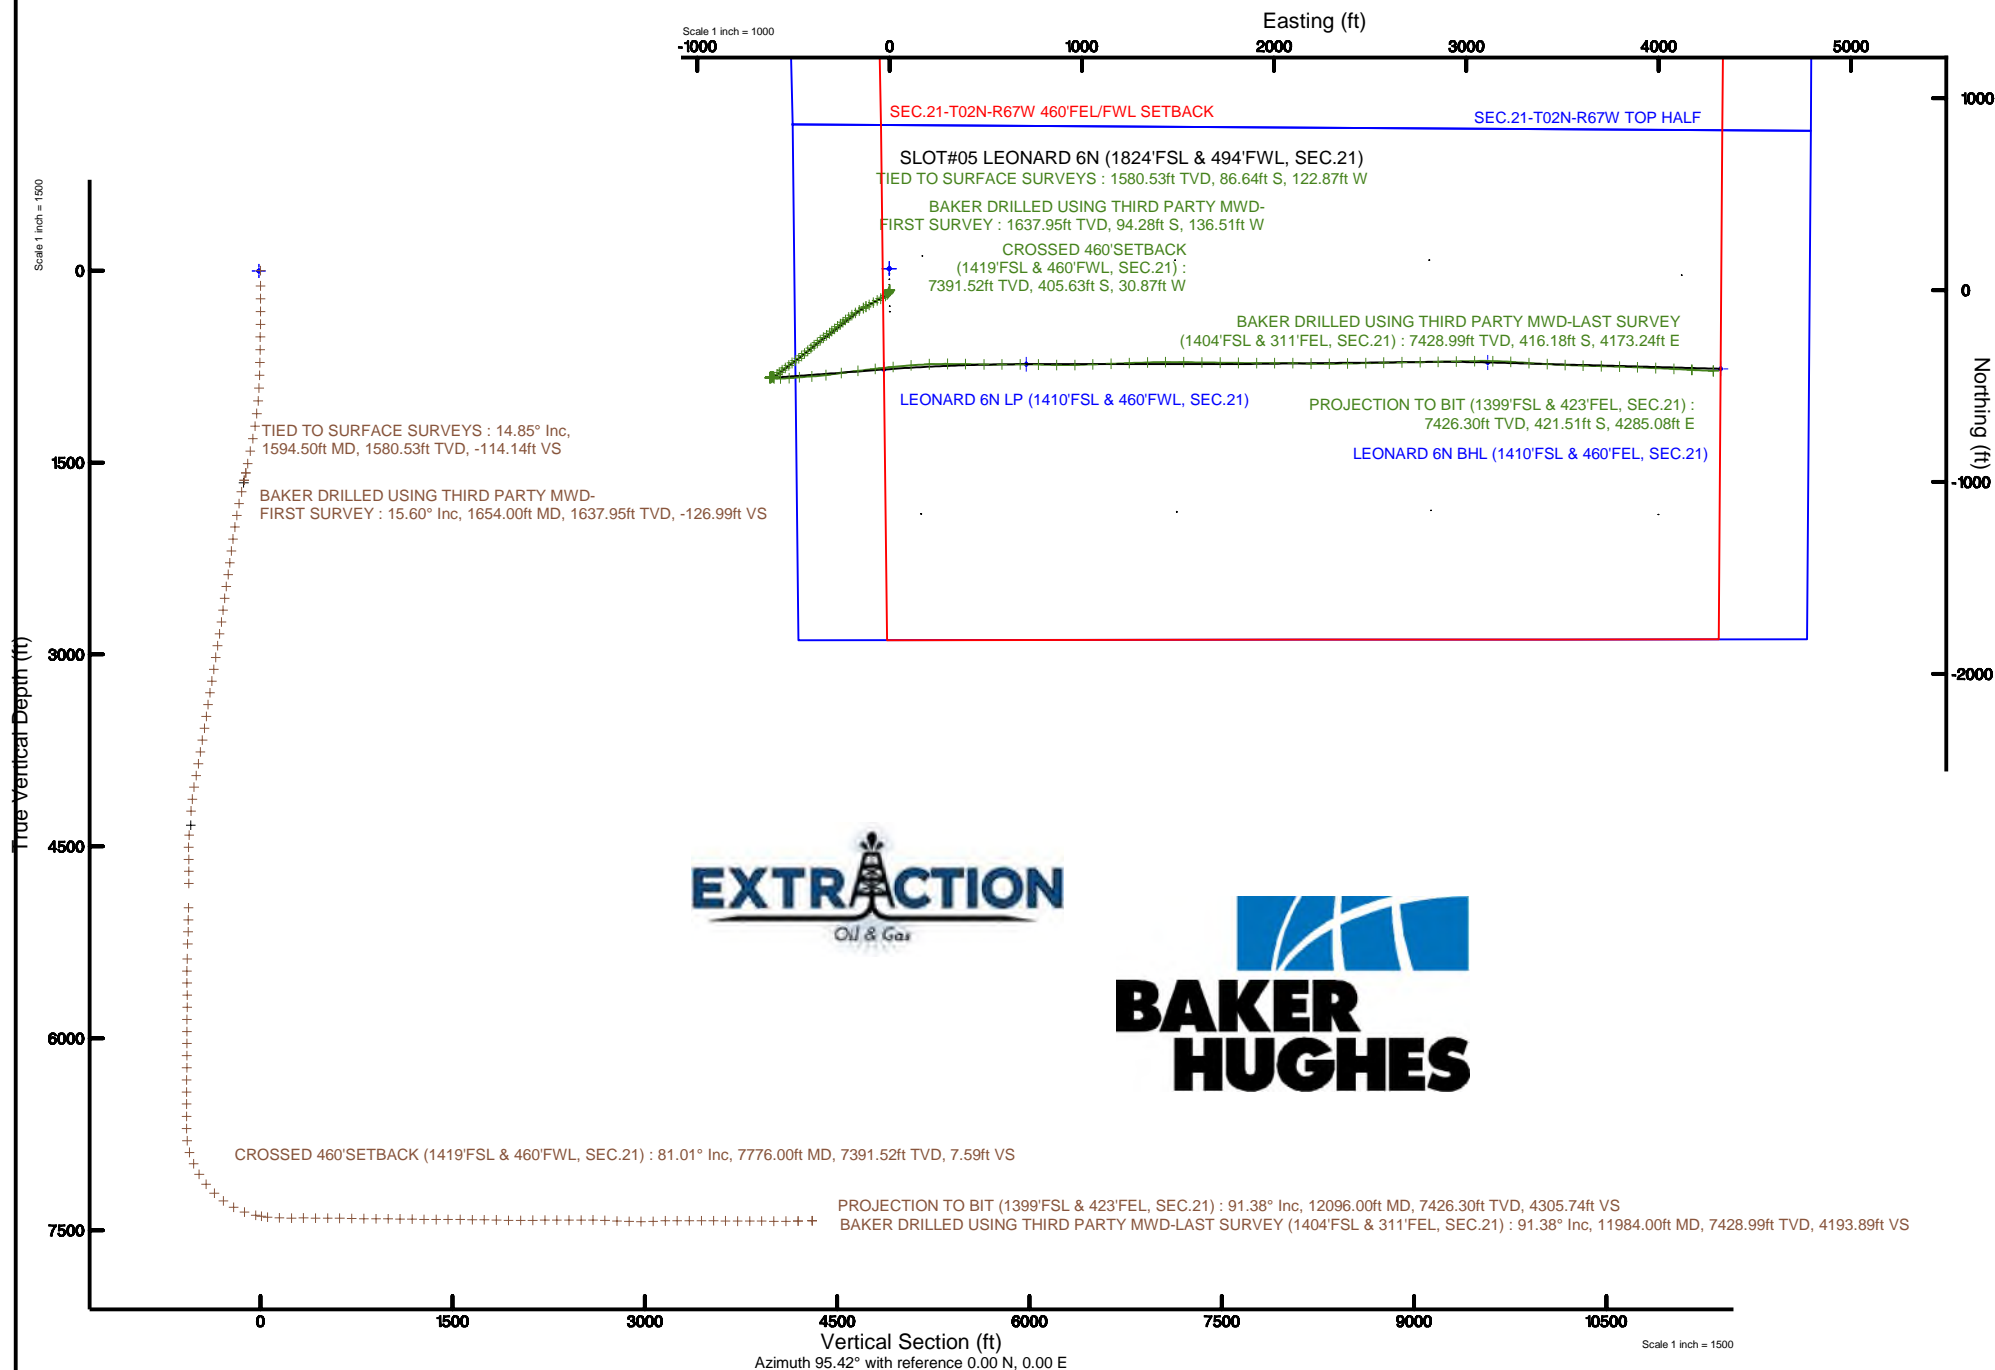 Easting (ft)
Scale 1 inch = 1000
-1000 0 1000 2000 3000 4000 5000
SEC.21-T02N-R67W 460'FEL/FWL SETBACK
SEC.21-T02N-R67W TOP HALF
1000
0
-1000
-2000
Northing (ft)
SLOT#05 LEONARD 6N (1824'FSL & 494'FWL, SEC.21)
TIED TO SURFACE SURVEYS : 1580.53ft TVD, 86.64ft S, 122.87ft W
BAKER DRILLED USING THIRD PARTY MWD-
FIRST SURVEY : 1637.95ft TVD, 94.28ft S, 136.51ft W
CROSSED 460'SETBACK
(1419'FSL & 460'FWL, SEC.21) :
7391.52ft TVD, 405.63ft S, 30.87ft W
BAKER DRILLED USING THIRD PARTY MWD-LAST SURVEY
(1404'FSL & 311'FEL, SEC.21) : 7428.99ft TVD, 416.18ft S, 4173.24ft E
LEONARD 6N LP (1410'FSL & 460'FWL, SEC.21)
PROJECTION TO BIT (1399'FSL & 423'FEL, SEC.21) :
7426.30ft TVD, 421.51ft S, 4285.08ft E
LEONARD 6N BHL (1410'FSL & 460'FEL, SEC.21)
Scale 1 inch = 1500
0
1500
3000
4500
6000
7500
True Vertical Depth (ft)
TIED TO SURFACE SURVEYS : 14.85° Inc,
1594.50ft MD, 1580.53ft TVD, -114.14ft VS
BAKER DRILLED USING THIRD PARTY MWD-
FIRST SURVEY : 15.60° Inc, 1654.00ft MD, 1637.95ft TVD, -126.99ft VS
EXTRACTION
Oil & Gas
BAKER
HUGHES
CROSSED 460'SETBACK (1419'FSL & 460'FWL, SEC.21) : 81.01° Inc, 7776.00ft MD, 7391.52ft TVD, 7.59ft VS
PROJECTION TO BIT (1399'FSL & 423'FEL, SEC.21) : 91.38° Inc, 12096.00ft MD, 7426.30ft TVD, 4305.74ft VS
BAKER DRILLED USING THIRD PARTY MWD-LAST SURVEY (1404'FSL & 311'FEL, SEC.21) : 91.38° Inc, 11984.00ft MD, 7428.99ft TVD, 4193.89ft VS
0 1500 3000 4500 6000 7500 9000 10500
Vertical Section (ft)
Scale 1 inch = 1500
Azimuth 95.42° with reference 0.00 N, 0.00 E